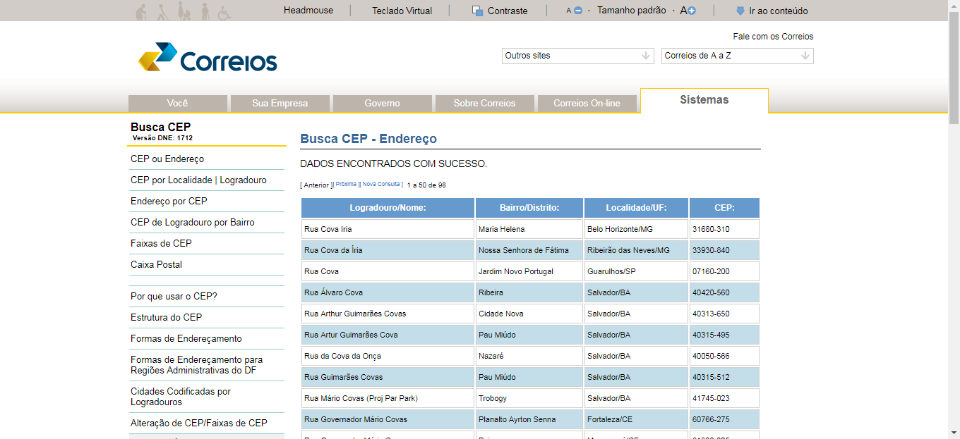 Headmouse | Teclado Virtual | Contraste | A - Tamanho padrão - A | Ir ao conteúdo
Fale com os Correios
Correios
Outros sites
Correios de A a Z
Você
Sua Empresa
Governo
Sobre Correios
Correios On-line
Sistemas
Busca CEP
Versão DNE: 1712
CEP ou Endereço
CEP por Localidade | Logradouro
Endereço por CEP
CEP de Logradouro por Bairro
Faixas de CEP
Caixa Postal
Por que usar o CEP?
Estrutura do CEP
Formas de Endereçamento
Formas de Endereçamento para
Regiões Administrativas do DF
Cidades Codificadas por
Logradouros
Alteração de CEP/Faixas de CEP
Busca CEP - Endereço
DADOS ENCONTRADOS COM SUCESSO.
[ Anterior ][ Próxima ][ Nova Consulta ] 1 a 50 de 98
Logradouro/Nome: Bairro/Distrito: Localidade/UF: CEP:
Rua Cova Iria Maria Helena Belo Horizonte/MG 31680-310
Rua Cova da Íria Nossa Senhora de Fátima Ribeirão das Neves/MG 33930-840
Rua Cova Jardim Novo Portugal Guarulhos/SP 07160-200
Rua Álvaro Cova Ribeira Salvador/BA 40420-560
Rua Arthur Guimarães Covas Cidade Nova Salvador/BA 40313-650
Rua Artur Guimarães Cova Pau Miúdo Salvador/BA 40315-495
Rua da Cova da Onça Nazaré Salvador/BA 40050-566
Rua Guimarães Covas Pau Miúdo Salvador/BA 40315-512
Rua Mário Covas (Proj Par Park) Trobogy Salvador/BA 41745-023
Rua Governador Mário Covas Planalto Ayrton Senna Fortaleza/CE 60766-275